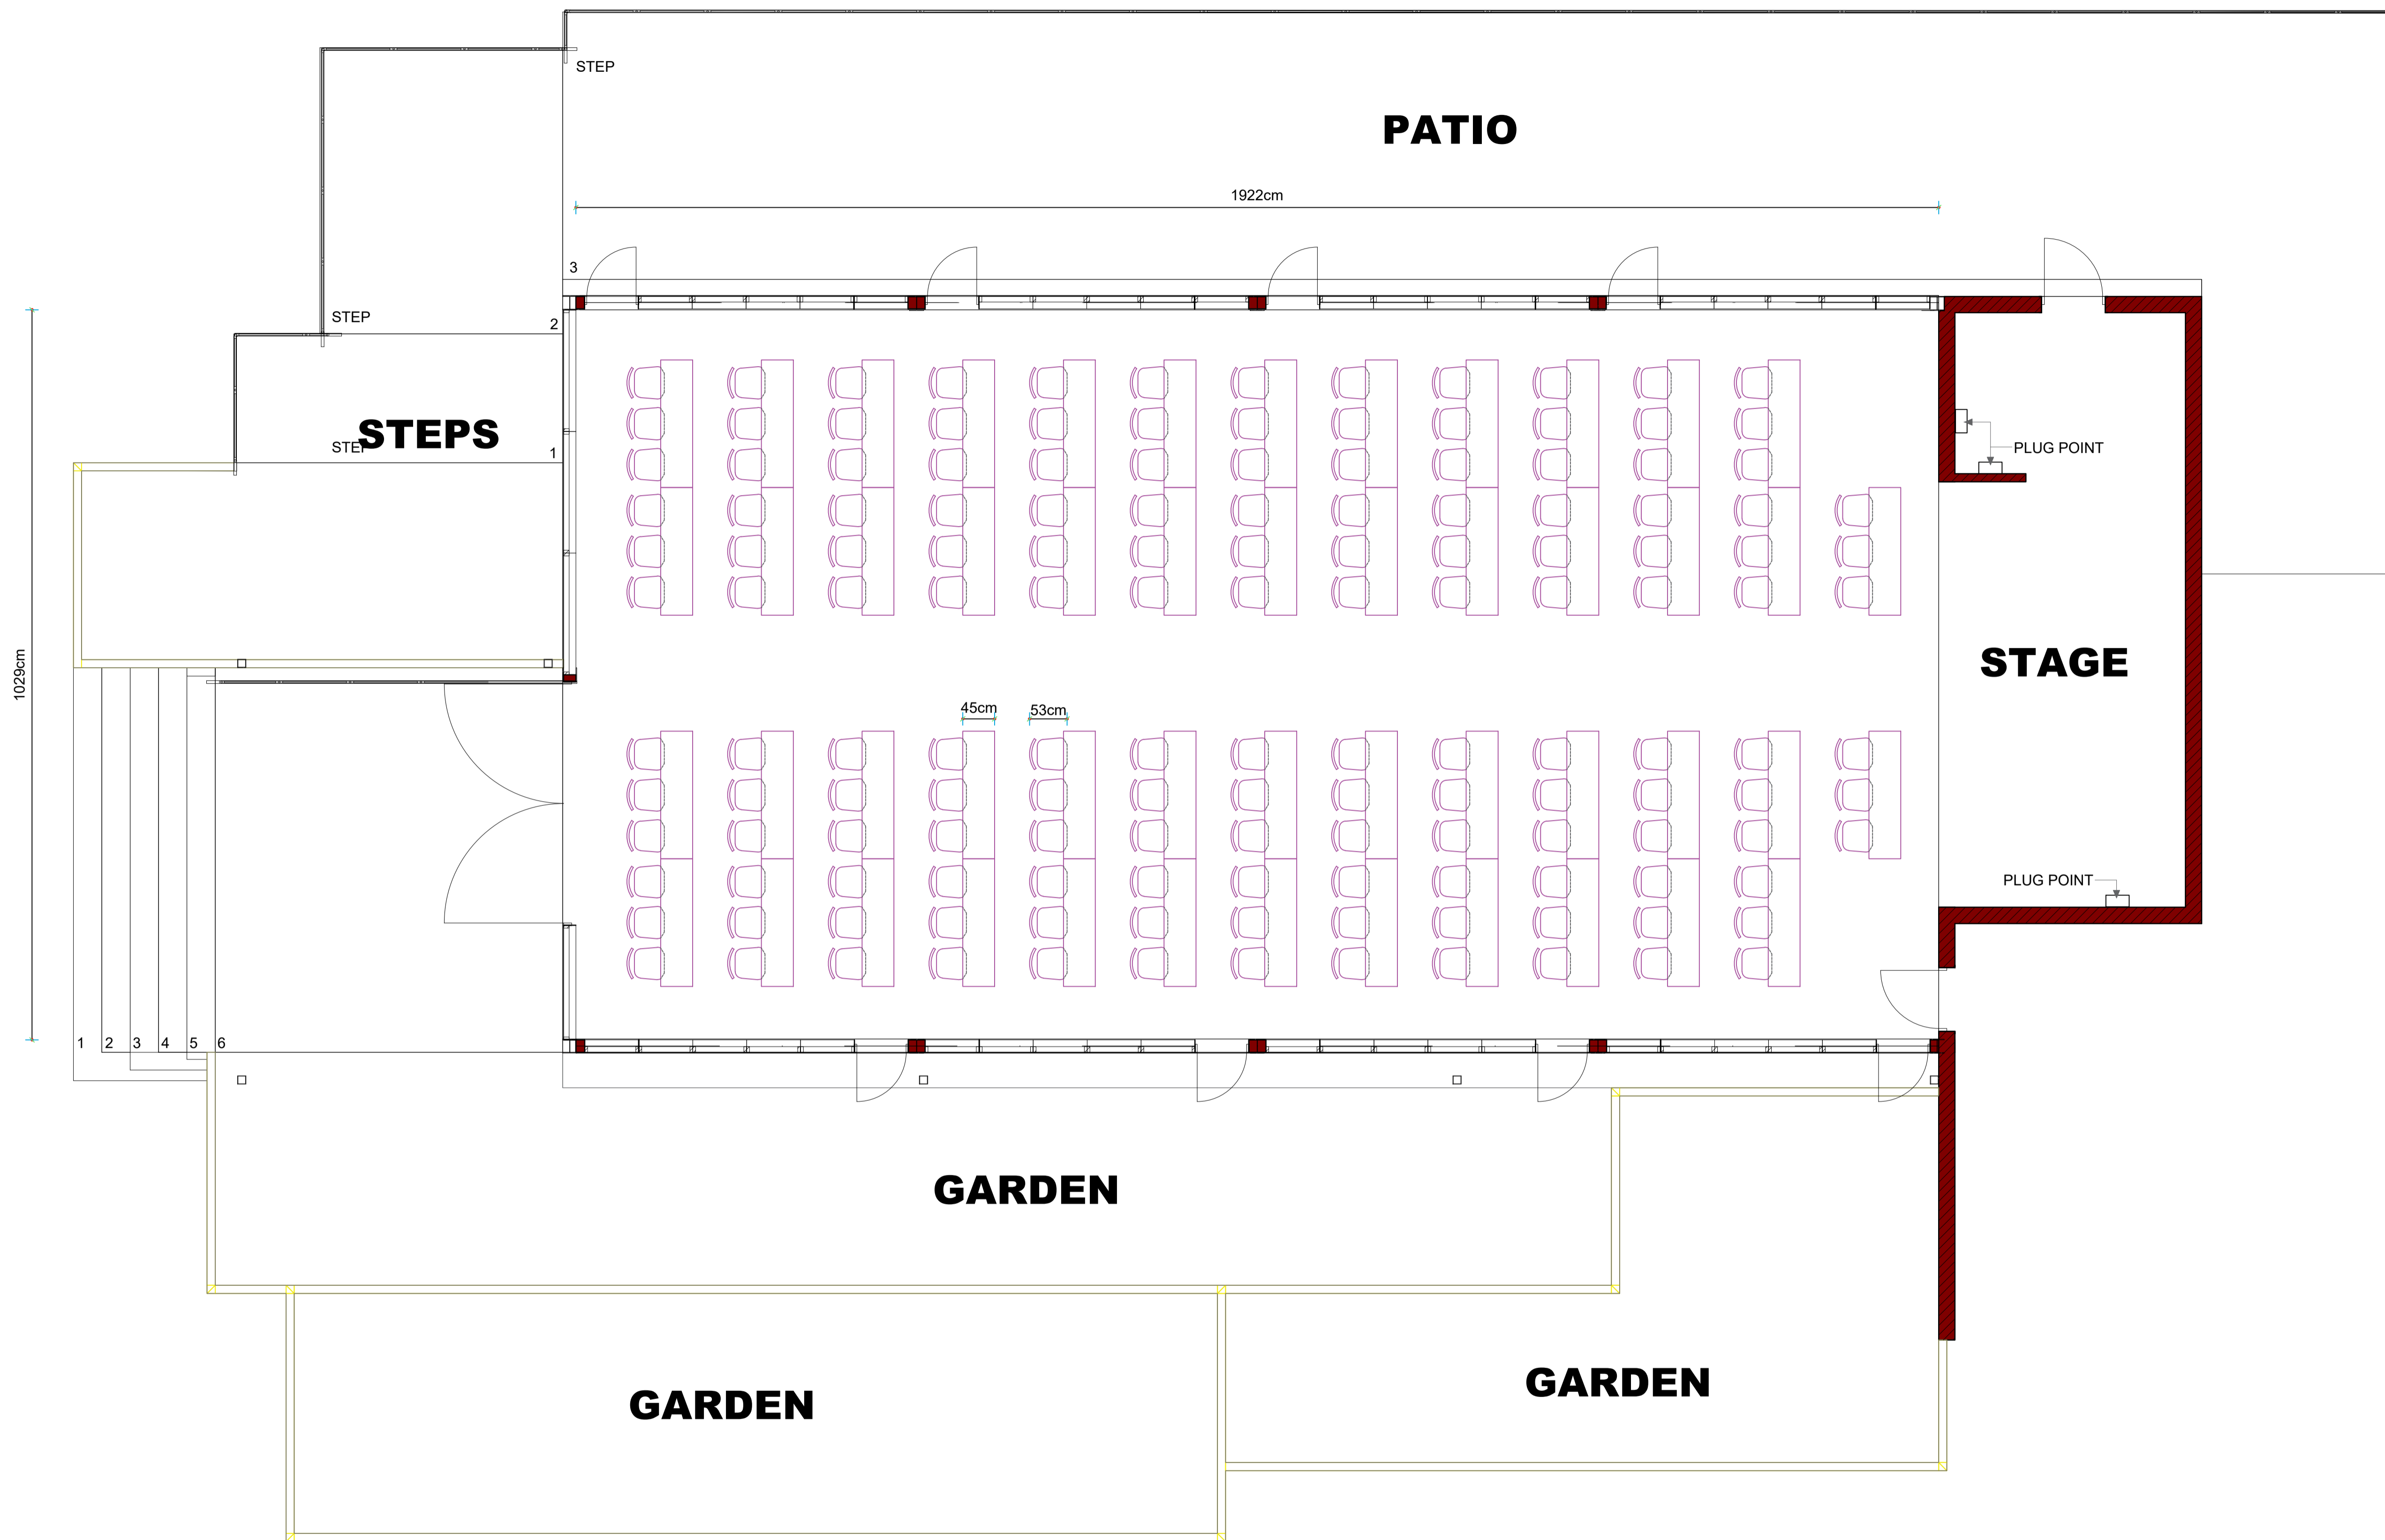 STEP
PATIO
1922cm
3
STEP
2
STEPS
STEP
1
PLUG POINT
1029cm
STAGE
45cm
53cm
PLUG POINT
1 2 3 4 5 6
GARDEN
GARDEN
GARDEN